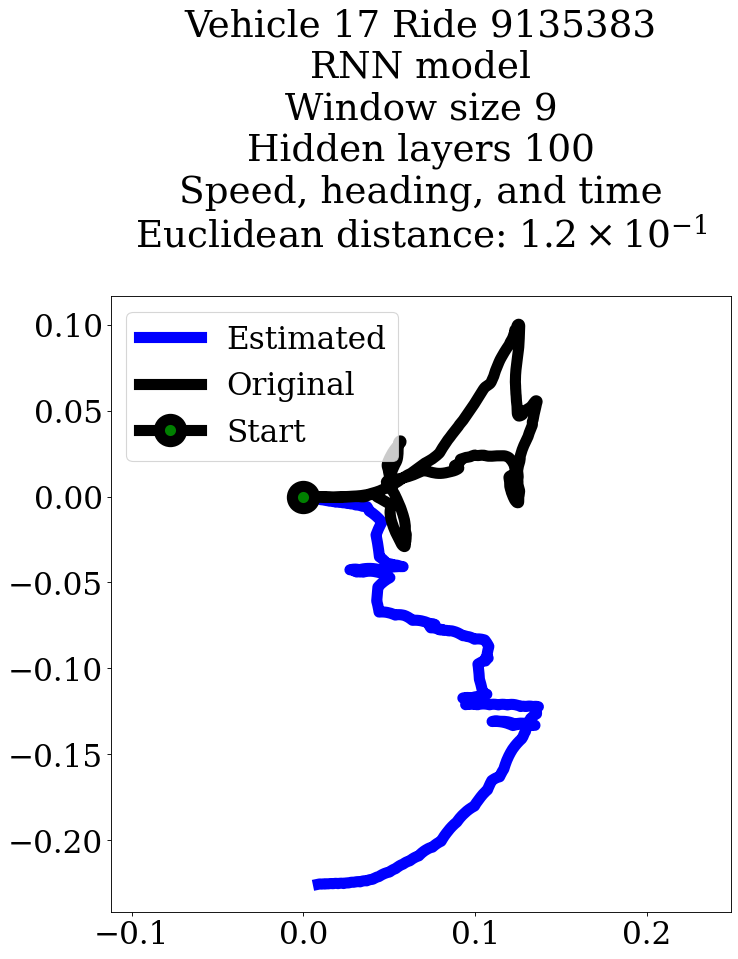 Vehicle 17 Ride 9135383
RNN model
Window size 9
Hidden layers 100
Speed, heading, and time
Euclidean distance: 1.2 × 10⁻¹
Estimated
Original
Start
0.10
0.05
0.00
−0.05
−0.10
−0.15
−0.20
−0.1 0.0 0.1 0.2